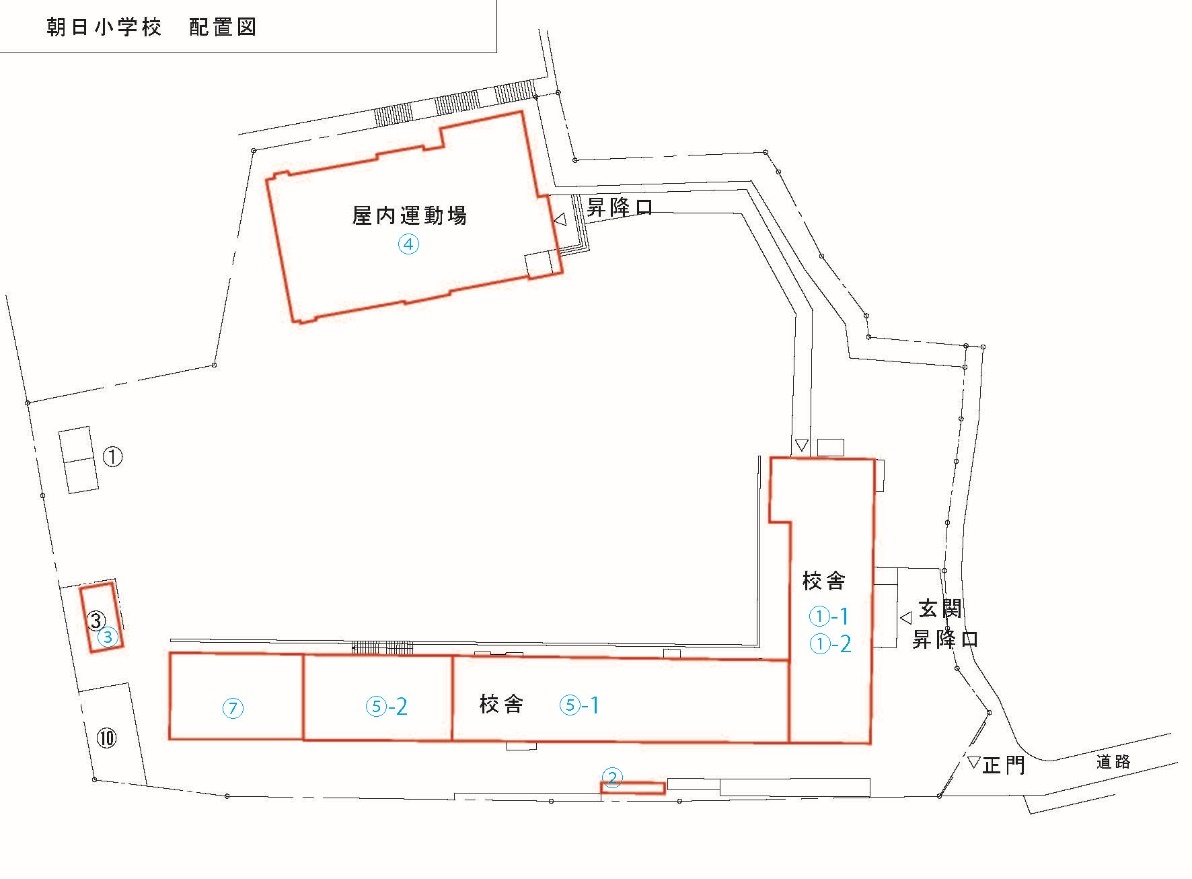 朝日小学校　配置図
昇降口
屋内運動場
④
①
校舎
①-1
①-2
玄関
昇降口
③
③
⑦
⑤-2
校舎
⑤-1
⑩
②
正門
道路